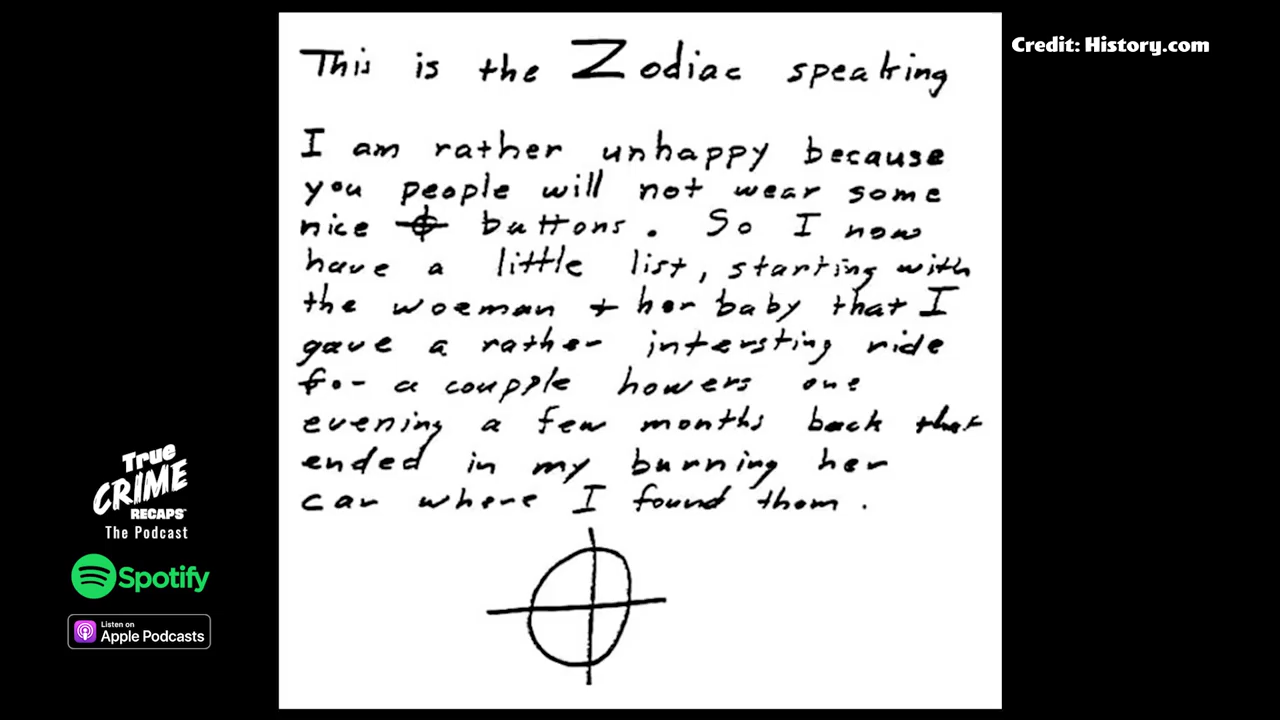 Credit: History.com
This is the Zodiac speaking
I am rather unhappy because
you people will not wear some
nice buttons. So I now
have a little list, starting with
the woeman + her baby that I
gave a rather intersting ride
for a coupple howers one
evening a few months back that
ended in my burning her
car where I found them.
True
CRIME
RECAPS
The Podcast
Spotify
Listen on
Apple Podcasts